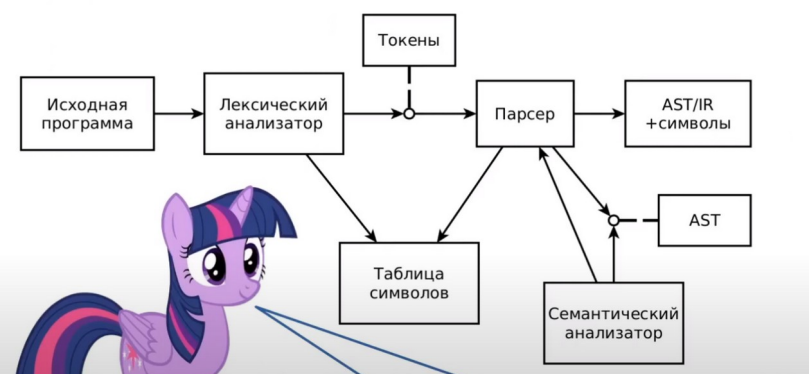 Токены
Исходная
программа
Лексический
анализатор
Парсер
AST/IR
+символы
AST
Таблица
символов
Семантический
анализатор